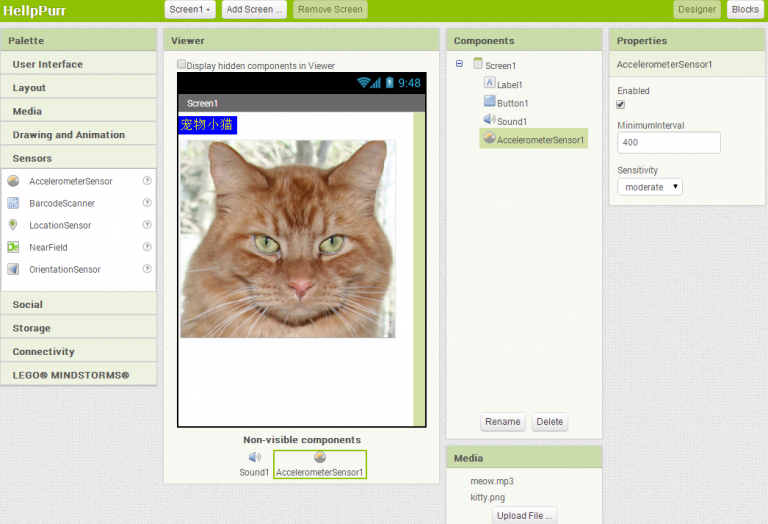 HellpPurr
Screen1
Add Screen ...
Remove Screen
Designer
Blocks
Palette
User Interface
Layout
Media
Drawing and Animation
Sensors
AccelerometerSensor
BarcodeScanner
LocationSensor
NearField
OrientationSensor
Social
Storage
Connectivity
LEGO® MINDSTORMS®
Viewer
Display hidden components in Viewer
9:48
Screen1
宠物小猫
Non-visible components
Sound1
AccelerometerSensor1
Components
Screen1
Label1
Button1
Sound1
AccelerometerSensor1
Rename
Delete
Media
meow.mp3
kitty.png
Upload File ...
Properties
AccelerometerSensor1
Enabled
MinimumInterval
400
Sensitivity
moderate